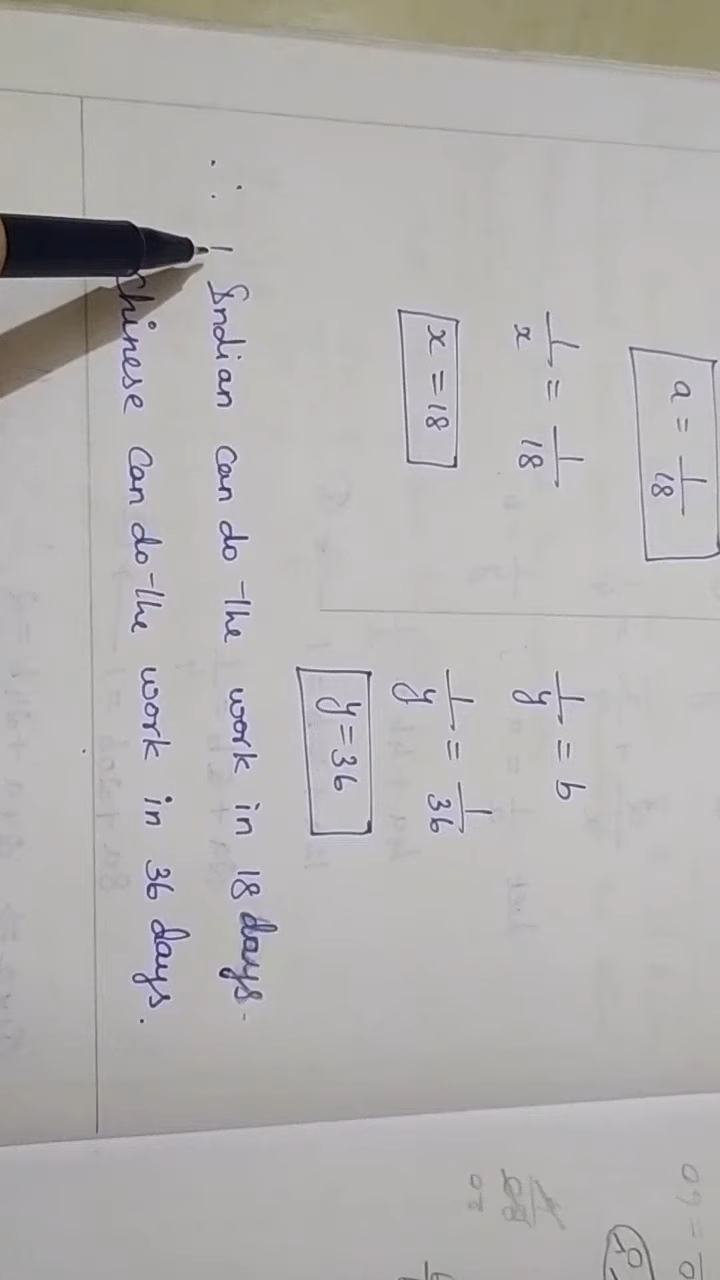 a = 1/18
1/x = 1/18
x = 18
1/y = b
1/y = 1/36
y = 36
∴ 1 Indian can do the work in 18 days.
Chinese can do the work in 36 days.